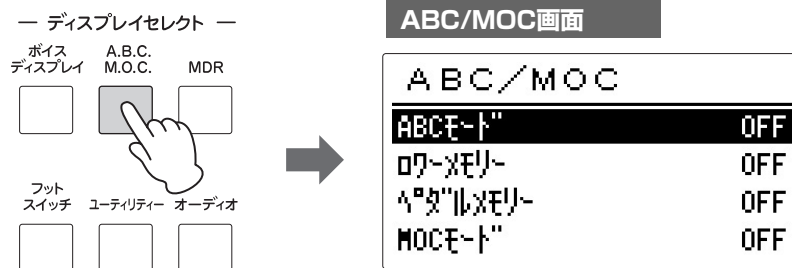 — ディスプレイセレクト —
ボイス
ディスプレイ
A.B.C.
M.O.C.
MDR
フット
スイッチ
ユーティリティー
オーディオ
ABC/MOC画面
ABC/MOC
ABCモード OFF
ロワーメモリー OFF
ペダルメモリー OFF
MOCモード OFF